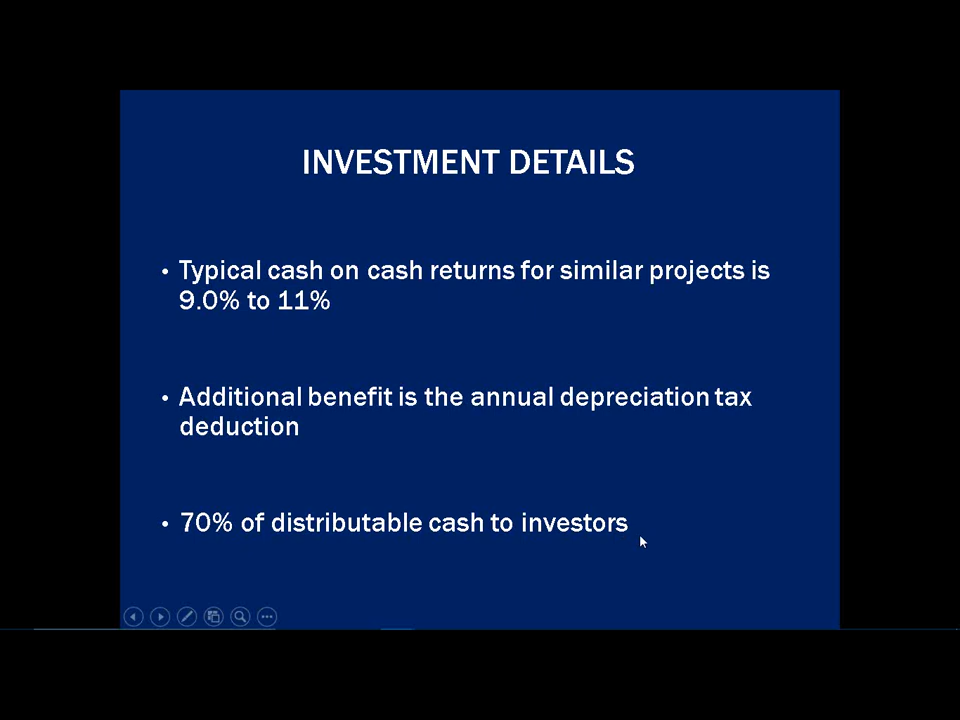 INVESTMENT DETAILS
• Typical cash on cash returns for similar projects is
9.0% to 11%
• Additional benefit is the annual depreciation tax
deduction
• 70% of distributable cash to investors